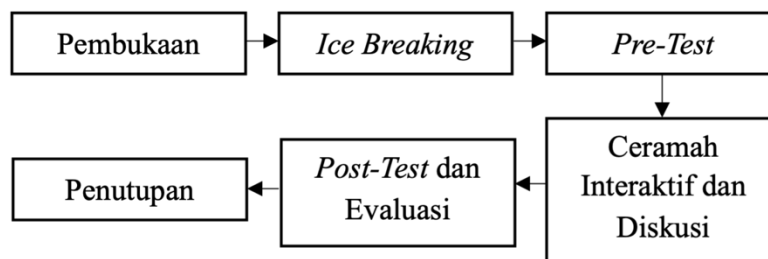 Pembukaan
Ice Breaking
Pre-Test
Ceramah
Interaktif dan
Diskusi
Post-Test dan
Evaluasi
Penutupan